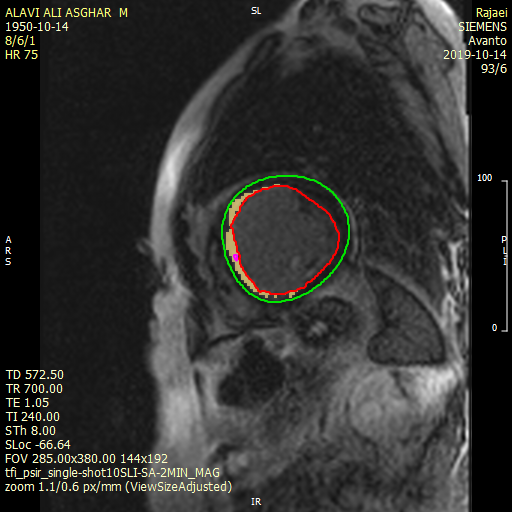 ALAVI ALI ASGHAR M
1950-10-14
8/6/1
HR 75
SL
Rajaei
SIEMENS
Avanto
2019-10-14
93/6
100
0
A
R
S
P
L
I
TD 572.50
TR 700.00
TE 1.05
TI 240.00
STh 8.00
SLoc -66.64
FOV 285.00x380.00 144x192
tfi_psir_single-shot10SLI-SA-2MIN_MAG
zoom 1.1/0.6 px/mm (ViewSizeAdjusted)
IR